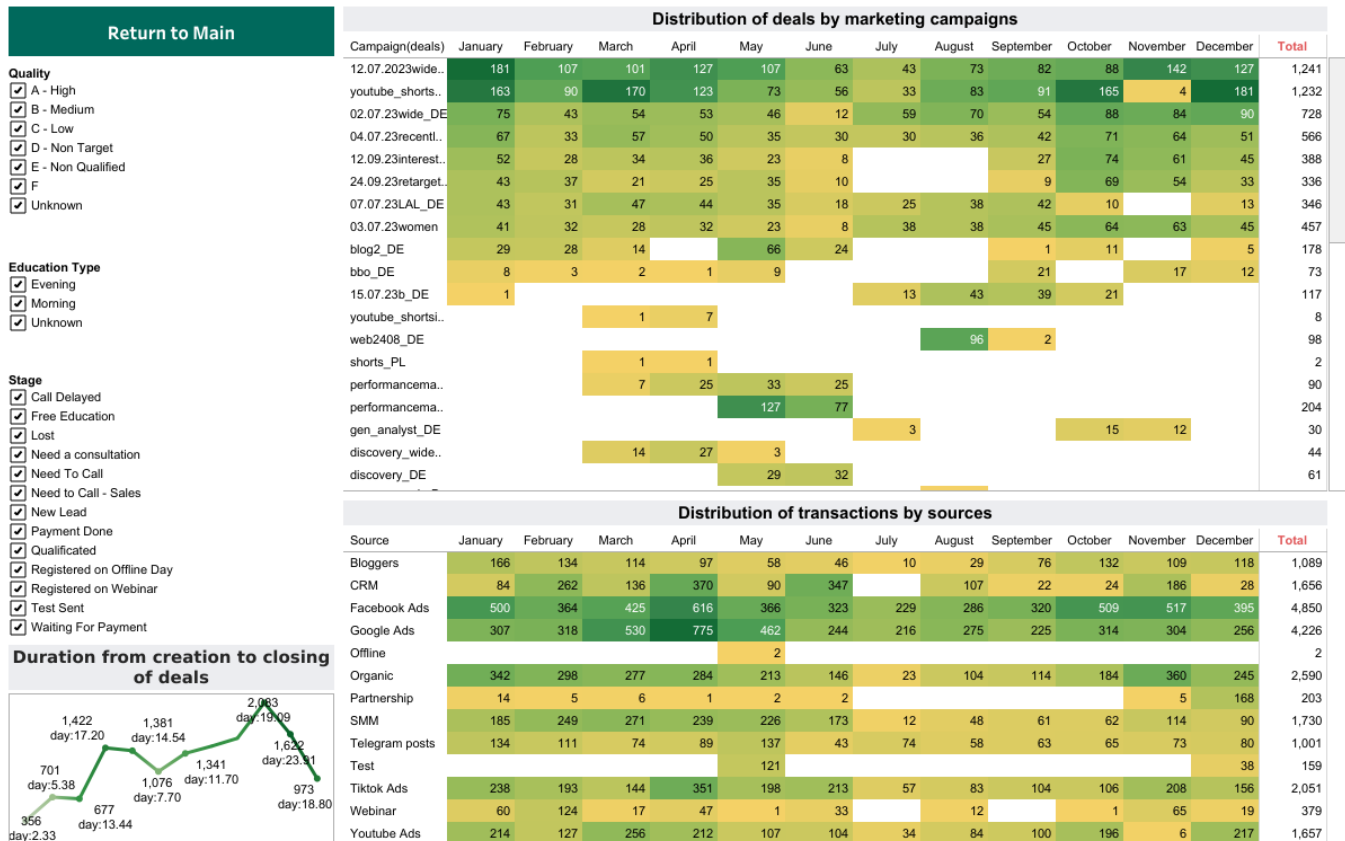 Return to Main
Quality
A - High
B - Medium
C - Low
D - Non Target
E - Non Qualified
F
Unknown
Education Type
Evening
Morning
Unknown
Stage
Call Delayed
Free Education
Lost
Need a consultation
Need To Call
Need to Call - Sales
New Lead
Payment Done
Qualificated
Registered on Offline Day
Registered on Webinar
Test Sent
Waiting For Payment
Duration from creation to closing
of deals
2,083
day:19.09
1,422
day:17.20
1,381
day:14.54
1,622
day:23.91
701
day:5.38
1,076
day:7.70
1,341
day:11.70
973
day:18.80
677
day:13.44
356
day:2.33
Distribution of deals by marketing campaigns
Campaign(deals) January February March April May June July August September October November December Total
12.07.2023wide.. 181 107 101 127 107 63 43 73 82 88 142 127 1,241
youtube_shorts.. 163 90 170 123 73 56 33 83 91 165 4 181 1,232
02.07.23wide_DE 75 43 54 53 46 12 59 70 54 88 84 90 728
04.07.23recentl.. 67 33 57 50 35 30 30 36 42 71 64 51 566
12.09.23interest.. 52 28 34 36 23 8 27 74 61 45 388
24.09.23retarget.. 43 37 21 25 35 10 9 69 54 33 336
07.07.23LAL_DE 43 31 47 44 35 18 25 38 42 10 13 346
03.07.23women 41 32 28 32 23 8 38 38 45 64 63 45 457
blog2_DE 29 28 14 66 24 1 11 5 178
bbo_DE 8 3 2 1 9 21 17 12 73
15.07.23b_DE 1 13 43 39 21 117
youtube_shortsi.. 1 7 8
web2408_DE 96 2 98
shorts_PL 1 1 2
performancema.. 7 25 33 25 90
performancema.. 127 77 204
gen_analyst_DE 3 15 12 30
discovery_wide.. 14 27 3 44
discovery_DE 29 32 61
Distribution of transactions by sources
Source January February March April May June July August September October November December Total
Bloggers 166 134 114 97 58 46 10 29 76 132 109 118 1,089
CRM 84 262 136 370 90 347 107 22 24 186 28 1,656
Facebook Ads 500 364 425 616 366 323 229 286 320 509 517 395 4,850
Google Ads 307 318 530 775 462 244 216 275 225 314 304 256 4,226
Offline 2 2
Organic 342 298 277 284 213 146 23 104 114 184 360 245 2,590
Partnership 14 5 6 1 2 2 5 168 203
SMM 185 249 271 239 226 173 12 48 61 62 114 90 1,730
Telegram posts 134 111 74 89 137 43 74 58 63 65 73 80 1,001
Test 121 38 159
Tiktok Ads 238 193 144 351 198 213 57 83 104 106 208 156 2,051
Webinar 60 124 17 47 1 33 12 1 65 19 379
Youtube Ads 214 127 256 212 107 104 34 84 100 196 6 217 1,657